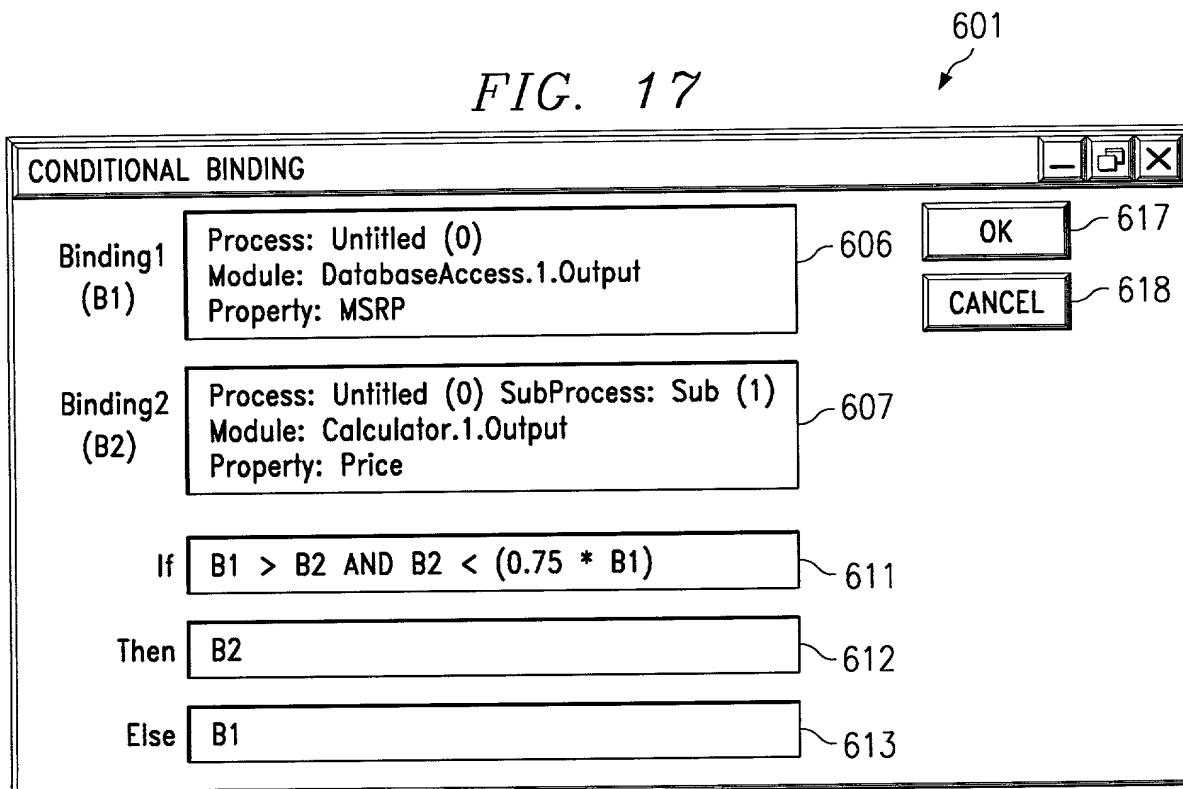 601
FIG. 17
CONDITIONAL BINDING
Binding1
(B1)
Process: Untitled (0)
Module: DatabaseAccess.1.Output
Property: MSRP
606
OK
617
CANCEL
618
Binding2
(B2)
Process: Untitled (0) SubProcess: Sub (1)
Module: Calculator.1.Output
Property: Price
607
If
B1 > B2 AND B2 < (0.75 * B1)
611
Then
B2
612
Else
B1
613